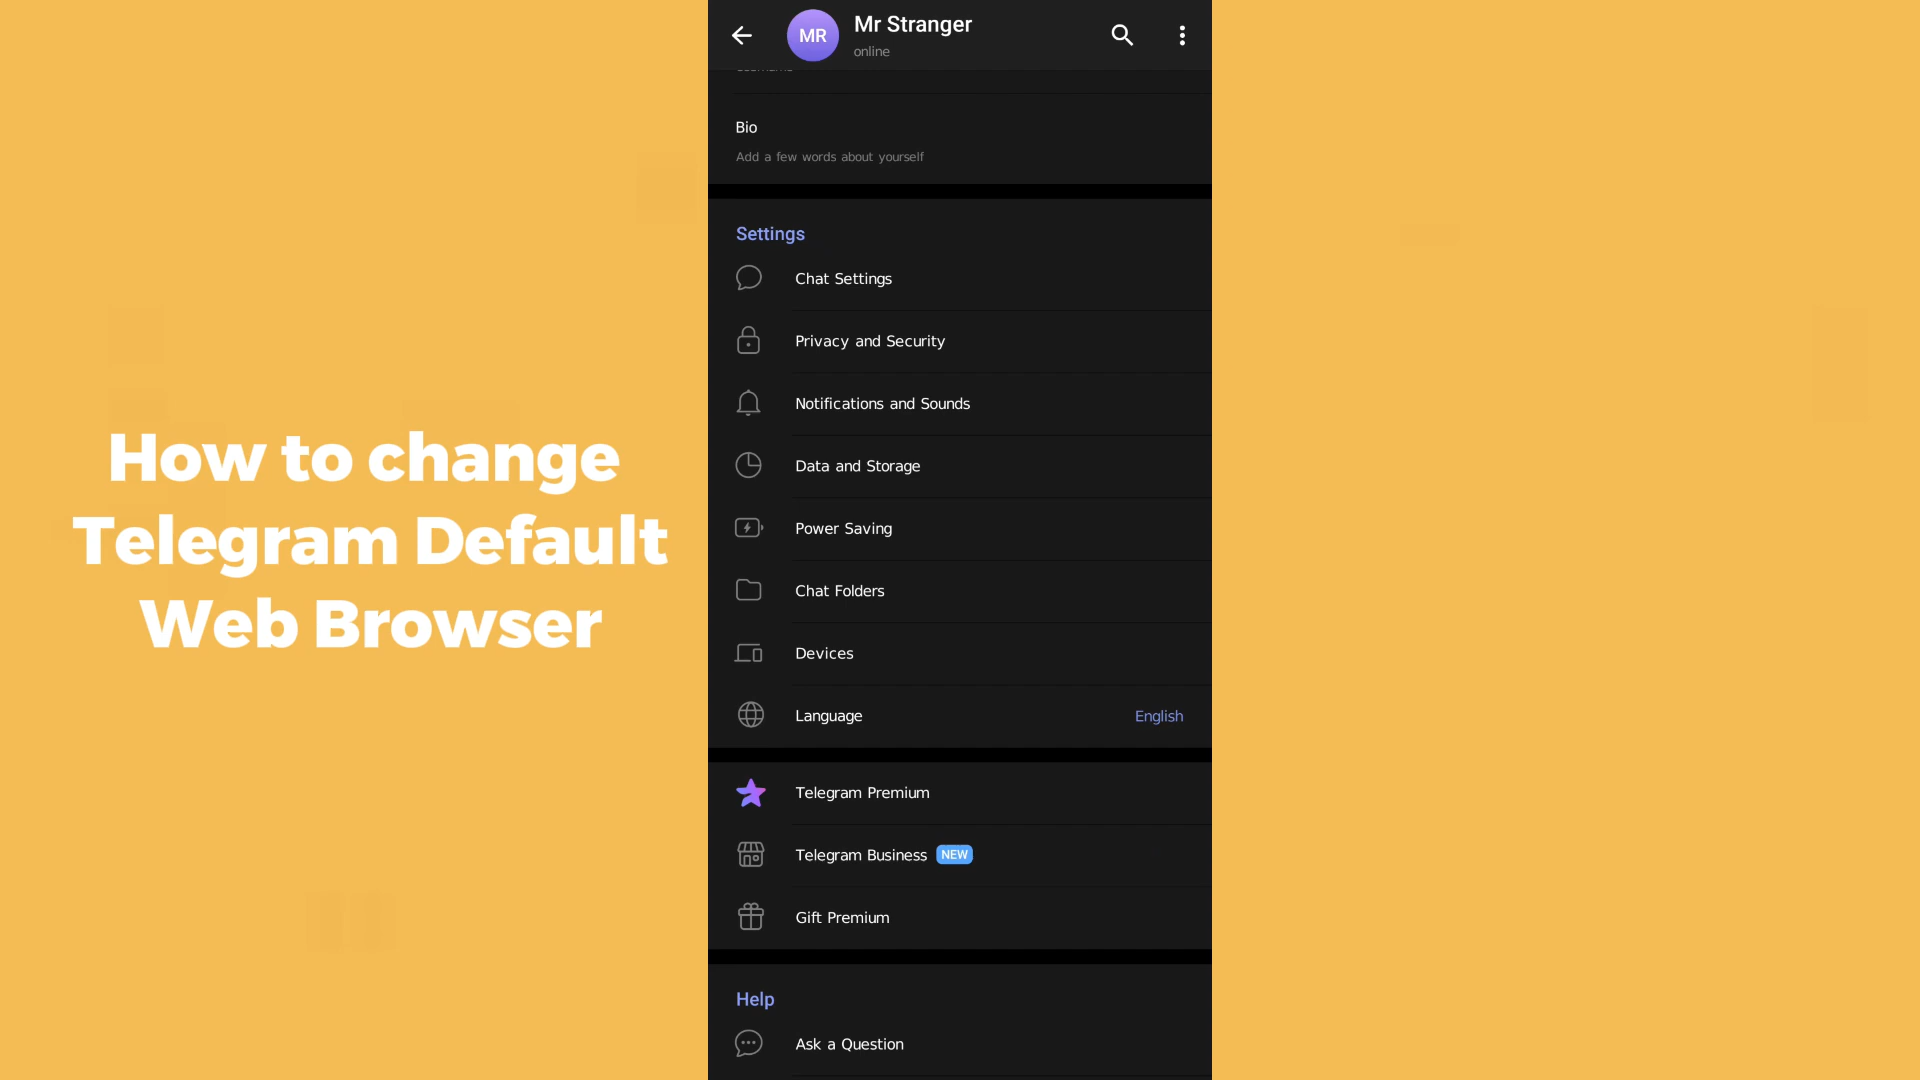 How to change
Telegram Default
Web Browser
MR
Mr Stranger
online
Bio
Add a few words about yourself
Settings
Chat Settings
Privacy and Security
Notifications and Sounds
Data and Storage
Power Saving
Chat Folders
Devices
Language English
Telegram Premium
Telegram Business NEW
Gift Premium
Help
Ask a Question